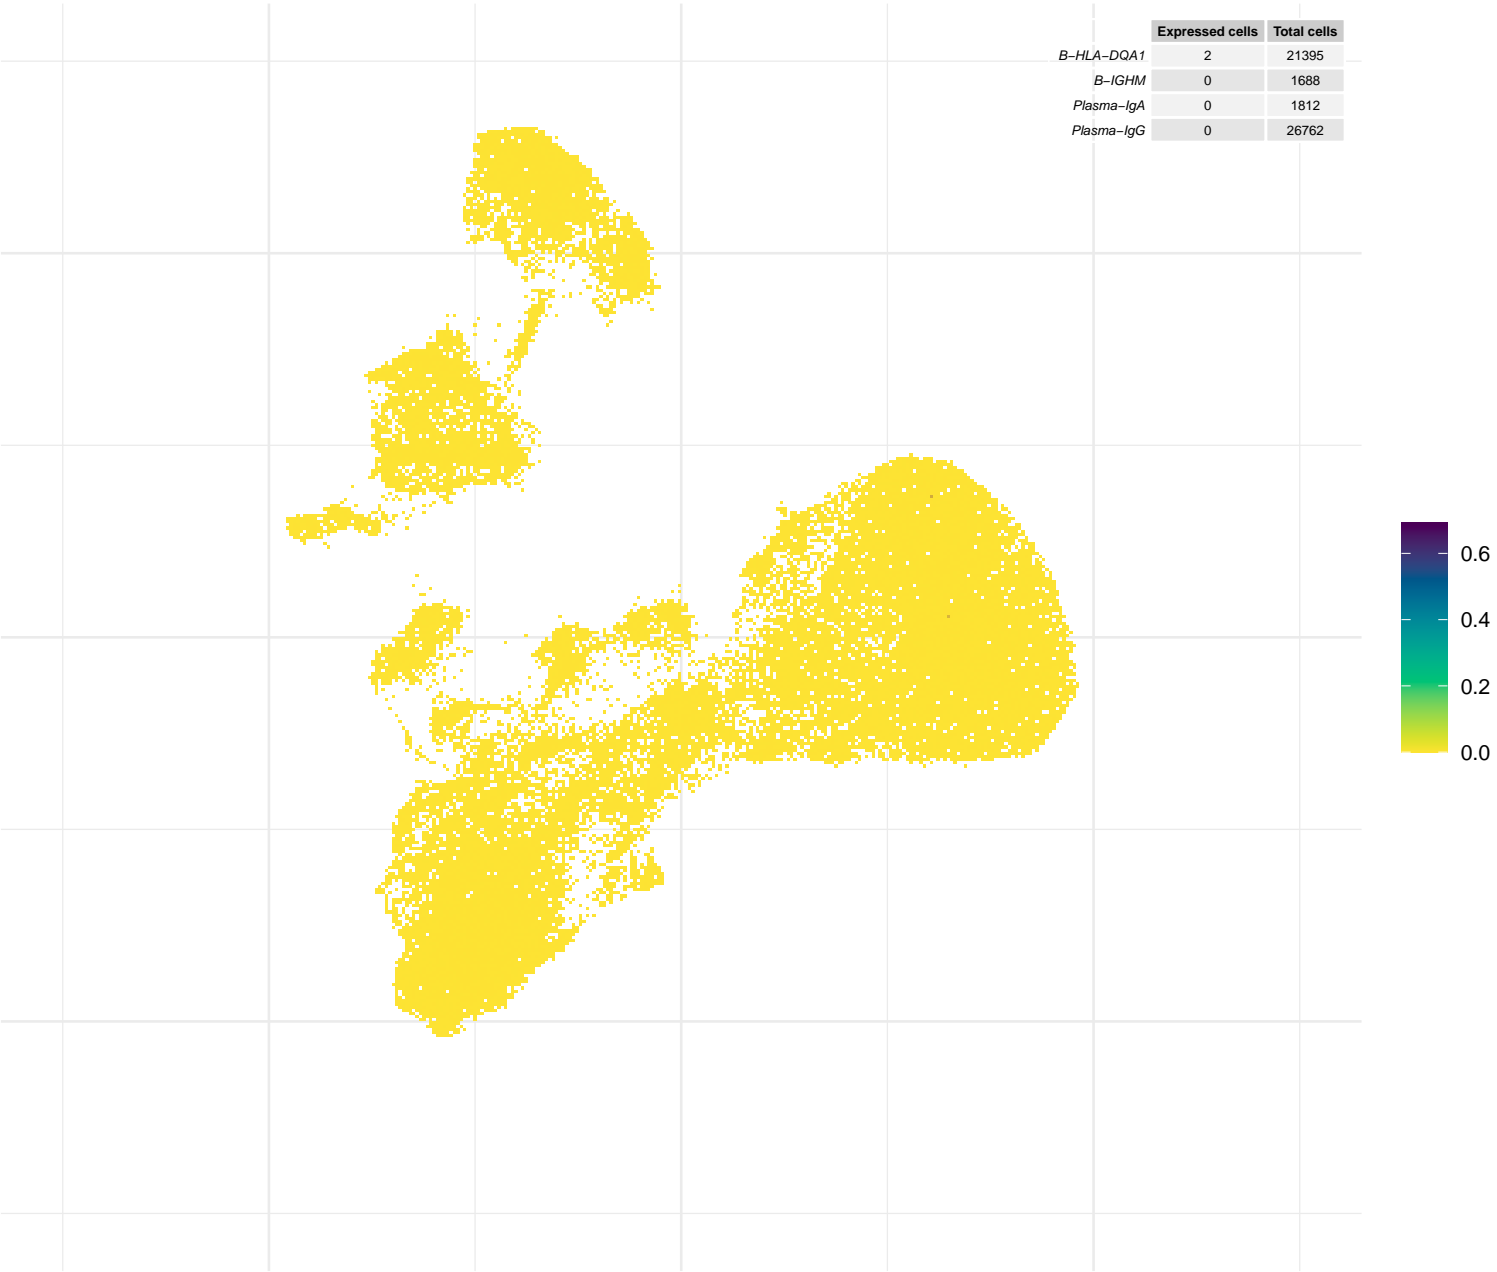 Expressed cells Total cells
B−HLA−DQA1 2 21395
B−IGHM 0 1688
Plasma−IgA 0 1812
Plasma−IgG 0 26762
0.6
0.4
0.2
0.0